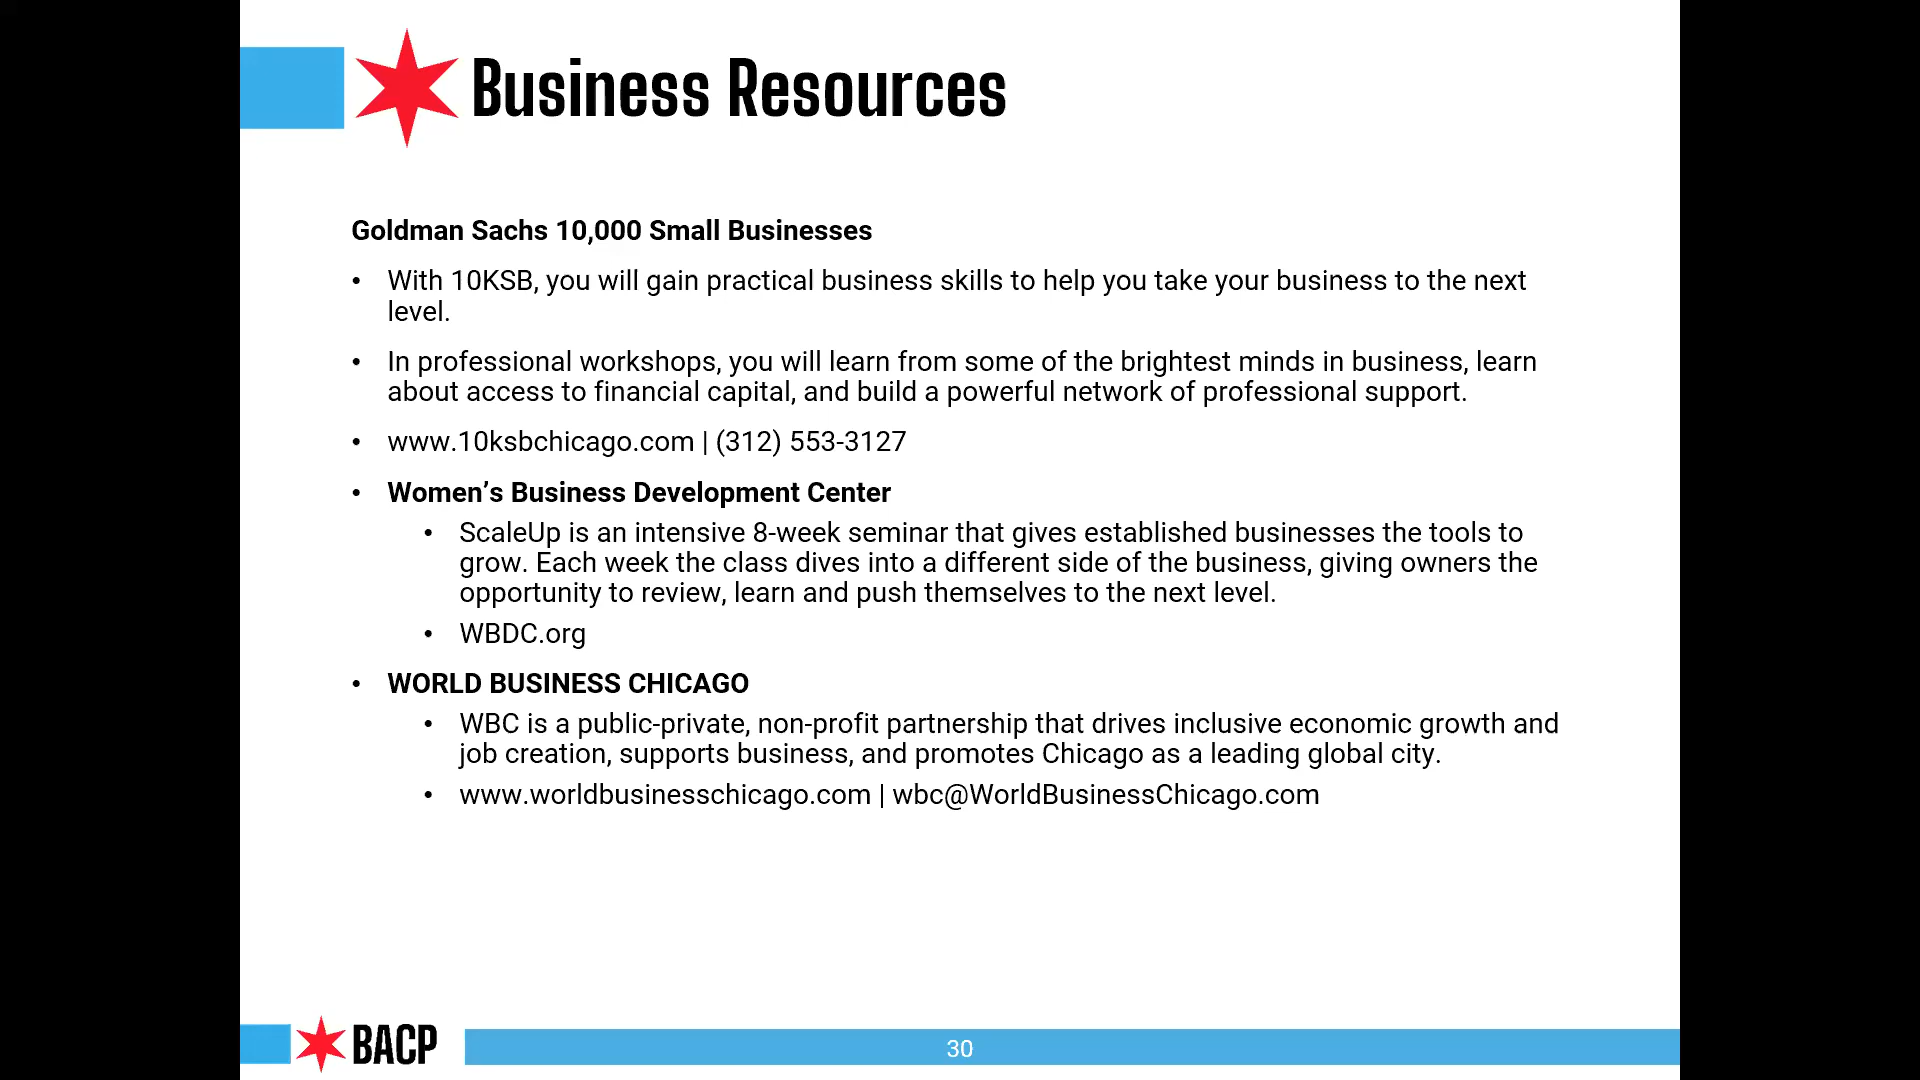 Business Resources
Goldman Sachs 10,000 Small Businesses
• With 10KSB, you will gain practical business skills to help you take your business to the next
level.
• In professional workshops, you will learn from some of the brightest minds in business, learn
about access to financial capital, and build a powerful network of professional support.
• www.10ksbchicago.com | (312) 553-3127
• Women’s Business Development Center
• ScaleUp is an intensive 8-week seminar that gives established businesses the tools to
grow. Each week the class dives into a different side of the business, giving owners the
opportunity to review, learn and push themselves to the next level.
• WBDC.org
• WORLD BUSINESS CHICAGO
• WBC is a public-private, non-profit partnership that drives inclusive economic growth and
job creation, supports business, and promotes Chicago as a leading global city.
• www.worldbusinesschicago.com | wbc@WorldBusinessChicago.com
BACP
30